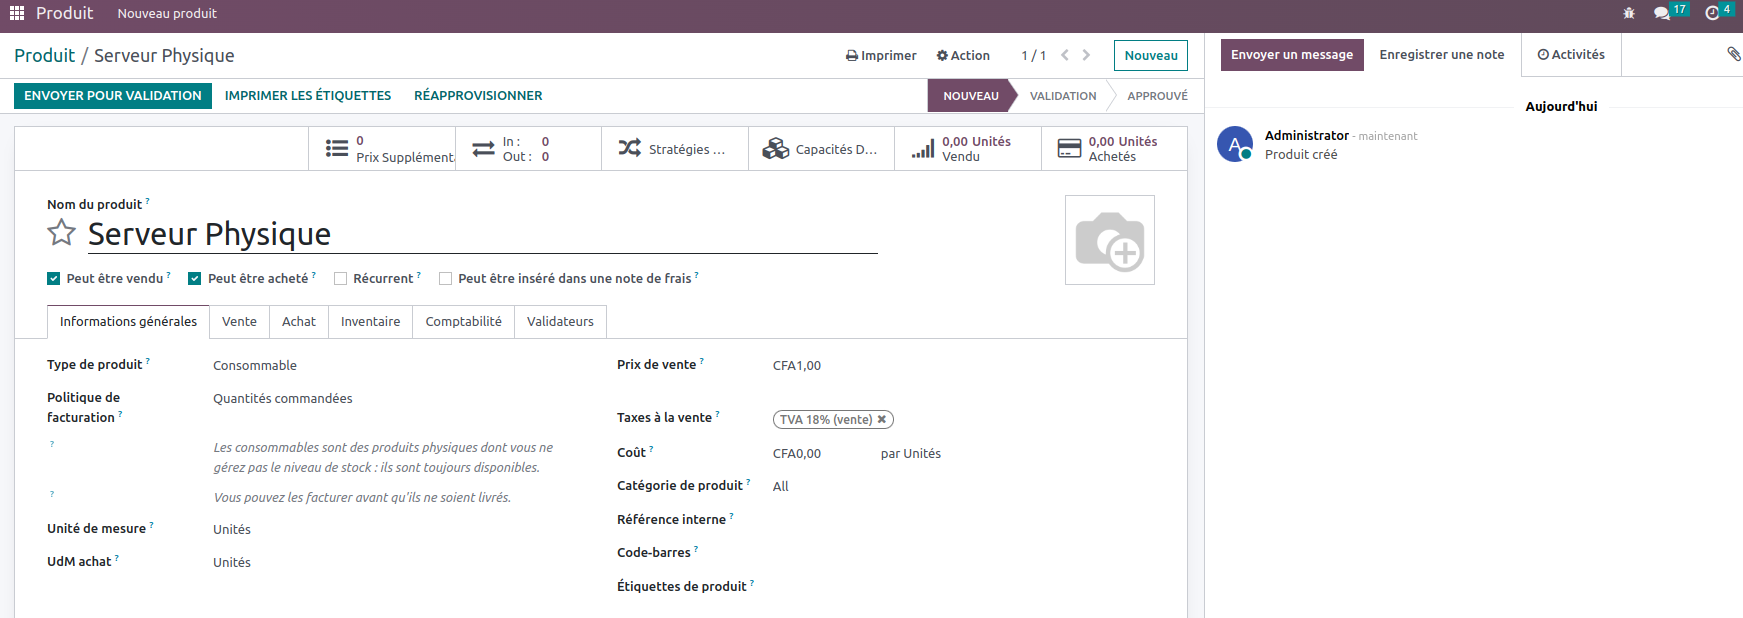 Produit Nouveau produit 17 4
Produit / Serveur Physique Imprimer Action 1 / 1 Nouveau
Envoyer un message Enregistrer une note Activités
ENVOYER POUR VALIDATION IMPRIMER LES ÉTIQUETTES RÉAPPROVISIONNER NOUVEAU VALIDATION APPROUVÉ
Aujourd'hui
A Administrator - maintenant
Produit créé
0 Prix Supplément
In : 0
Out : 0
Stratégies ...
Capacités D...
0,00 Unités
Vendu
0,00 Unités
Achetés
Nom du produit ?
Serveur Physique
Peut être vendu ? Peut être acheté ? Récurrent ? Peut être inséré dans une note de frais ?
Informations générales Vente Achat Inventaire Comptabilité Validateurs
Type de produit ? Consommable
Politique de
facturation ? Quantités commandées
? Les consommables sont des produits physiques dont vous ne
gérez pas le niveau de stock : ils sont toujours disponibles.
? Vous pouvez les facturer avant qu'ils ne soient livrés.
Unité de mesure ? Unités
UdM achat ? Unités
Prix de vente ? CFA1,00
Taxes à la vente ? TVA 18% (vente)
Coût ? CFA0,00 par Unités
Catégorie de produit ? All
Référence interne ?
Code-barres ?
Étiquettes de produit ?